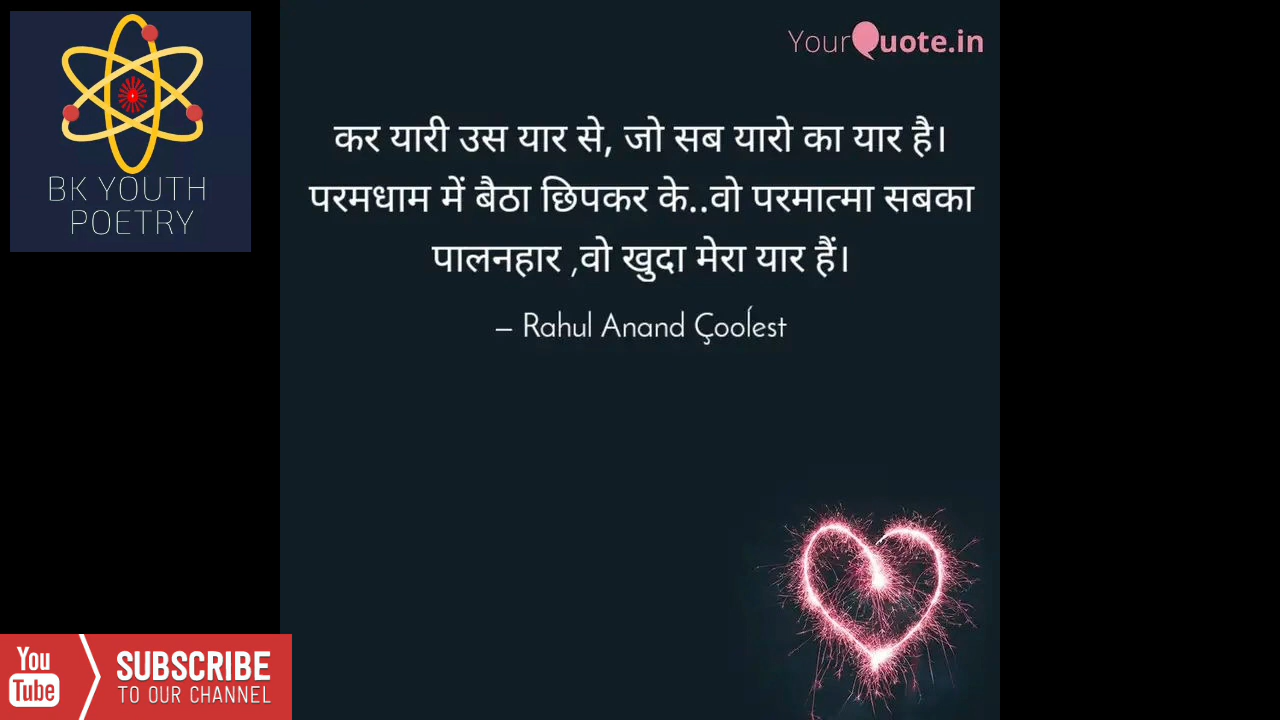 BK YOUTH
POETRY
YourQuote.in
कर यारी उस यार से, जो सब यारो का यार है।
परमधाम में बैठा छिपकर के..वो परमात्मा सबका
पालनहार ,वो खुदा मेरा यार हैं।
– Rahul Anand Çooĺest
You
Tube
SUBSCRIBE
TO OUR CHANNEL